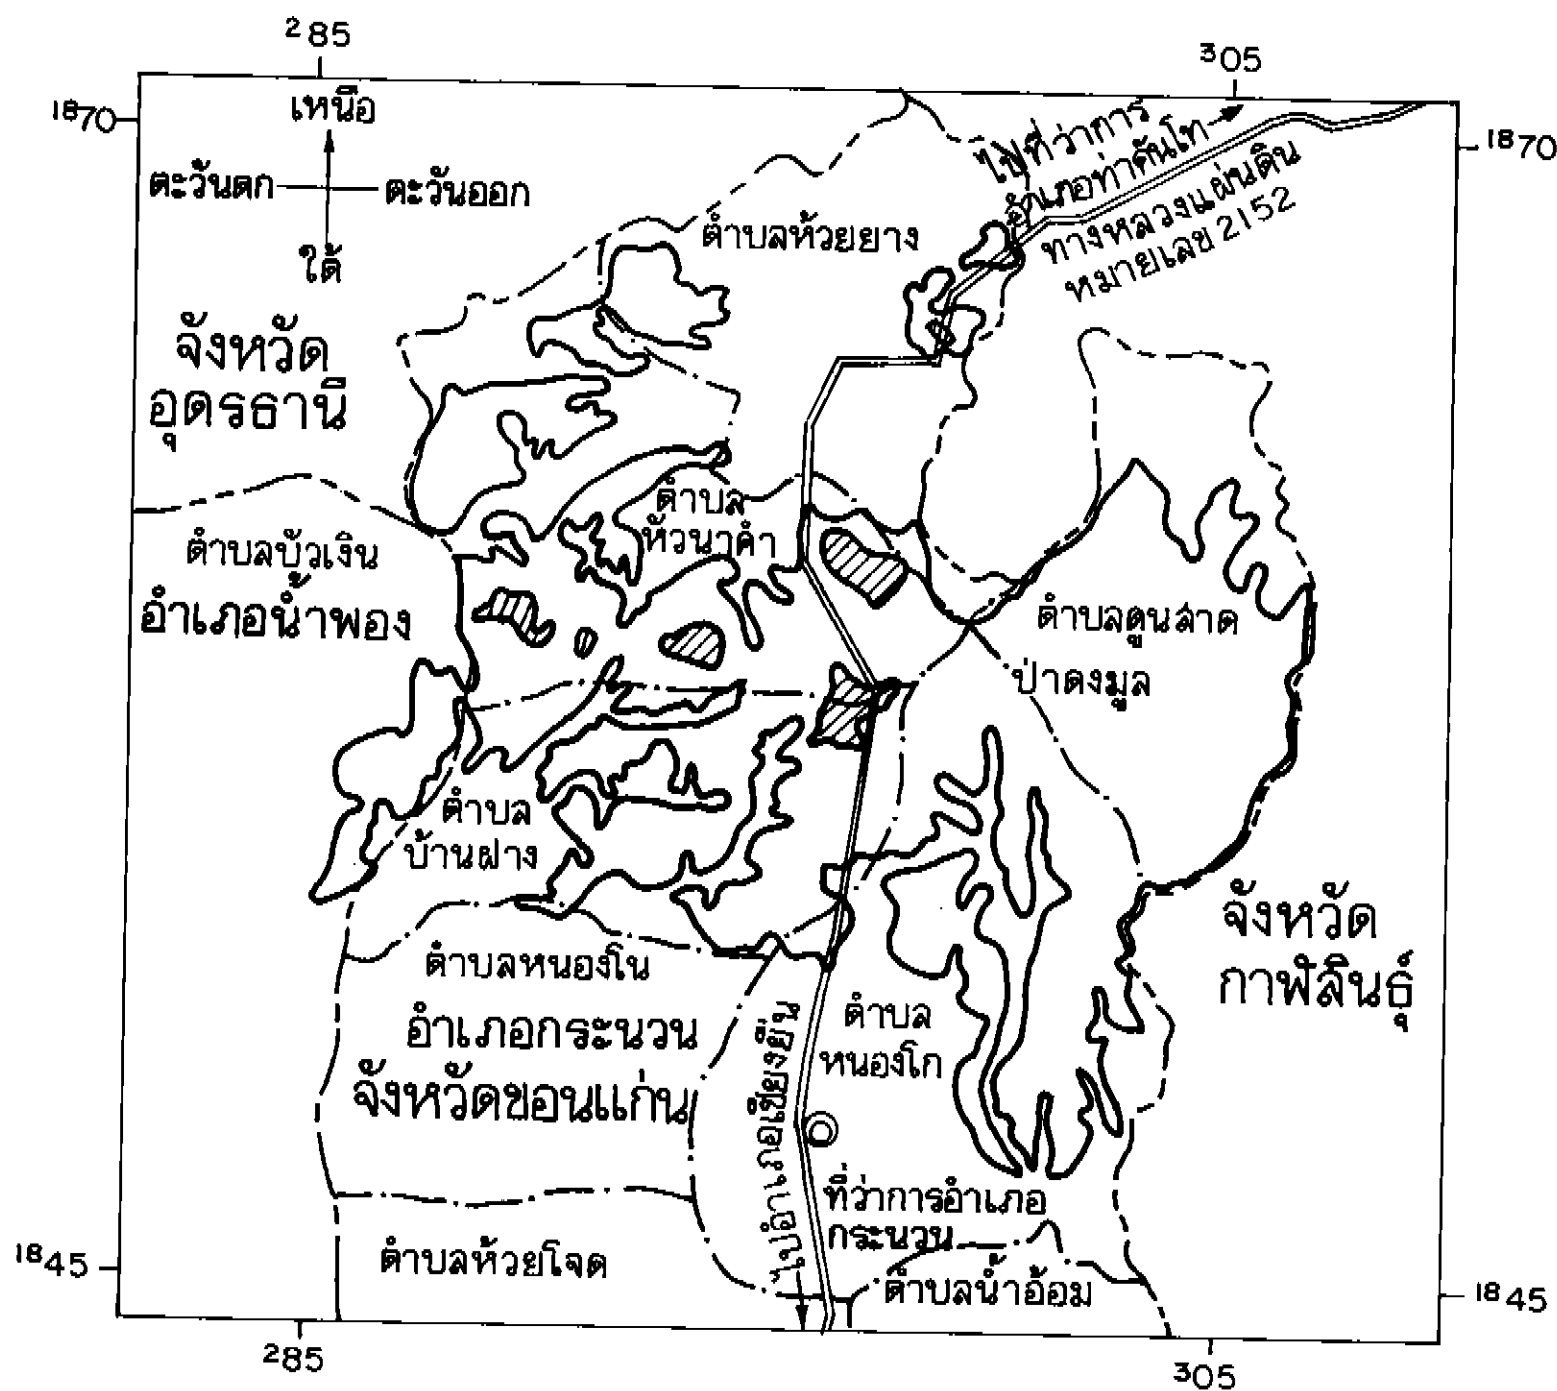 285
305
1870
1870
เหนือ
ตะวันตก
ตะวันออก
ใต้
ไปที่ว่าการ
อำเภอท่าคันโท
ทางหลวงแผ่นดิน
หมายเลข 2152
ตำบลห้วยยาง
จังหวัด
อุดรธานี
ตำบล
หัวนาคำ
ตำบลบัวเงิน
อำเภอน้ำพอง
ตำบลดูนสาด
ป่าดงมูล
ตำบล
บ้านฝาง
จังหวัด
กาฬสินธุ์
ตำบลหนองโน
อำเภอกระนวน
จังหวัดขอนแก่น
ตำบล
หนองโก
ไปอำเภอเชียงยืน
ที่ว่าการอำเภอ
กระนวน
ตำบลห้วยโจด
ตำบลน้ำอ้อม
1845
1845
285
305